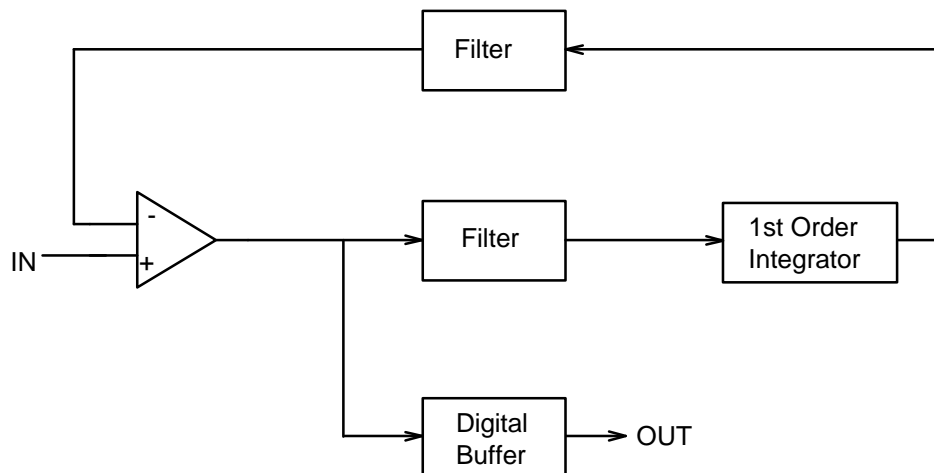 Filter
-
IN
+
Filter
1st Order
Integrator
Digital
Buffer
OUT